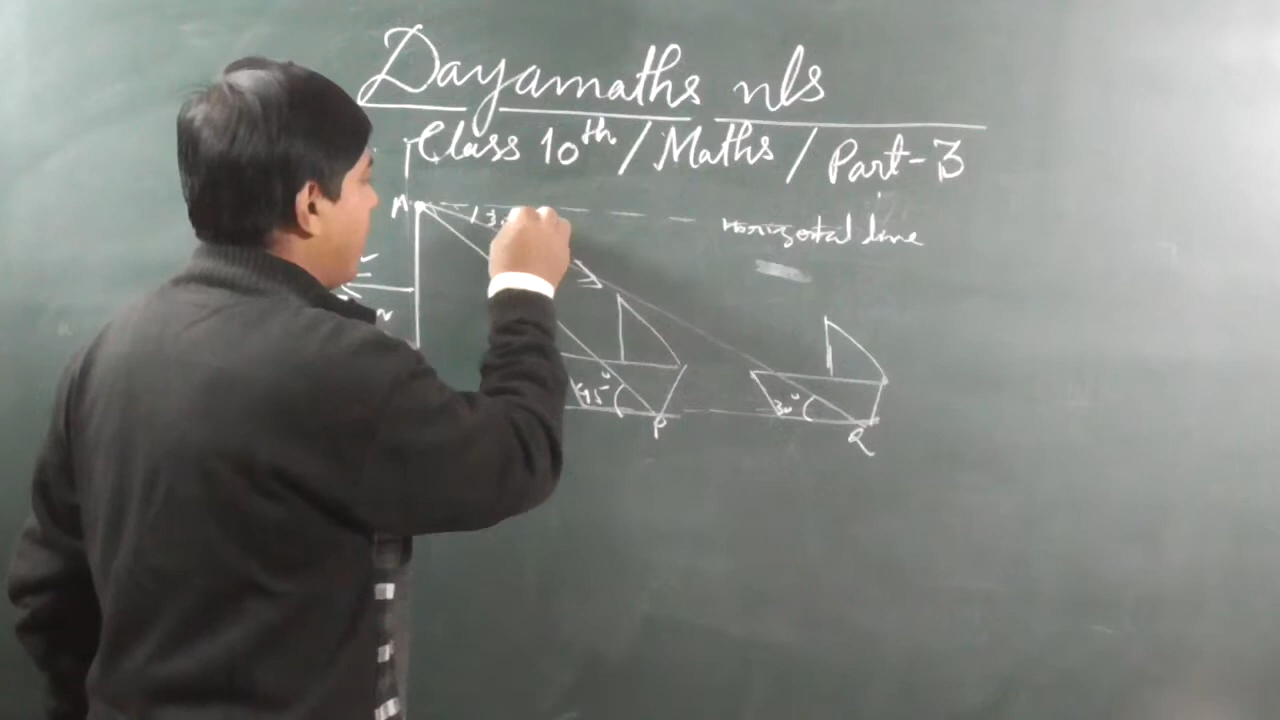 Dayamaths nls
Class 10th / Maths / Part-3
A
Horizontal line
45°
30°
P
Q